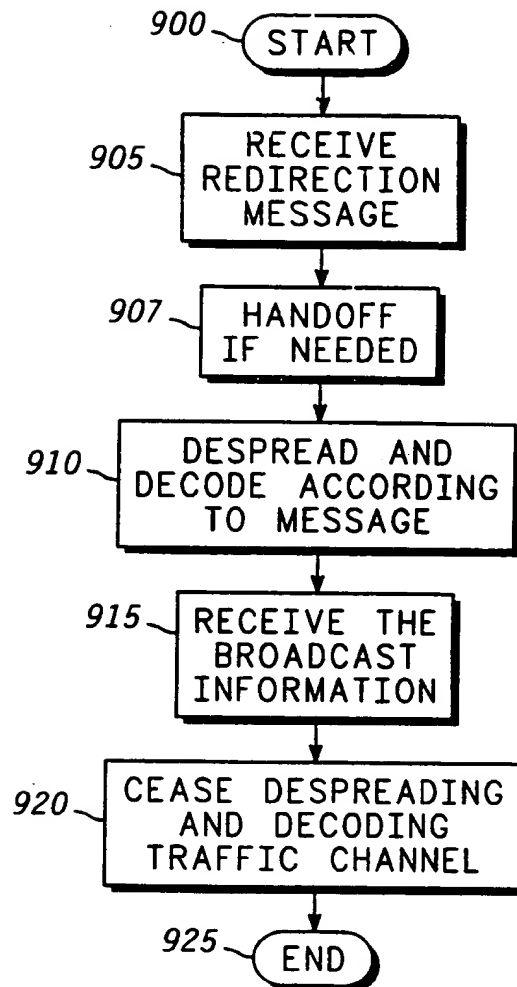 900
START
905
RECEIVE
REDIRECTION
MESSAGE
907
HANDOFF
IF NEEDED
910
DESPREAD AND
DECODE ACCORDING
TO MESSAGE
915
RECEIVE THE
BROADCAST
INFORMATION
920
CEASE DESPREADING
AND DECODING
TRAFFIC CHANNEL
925
END